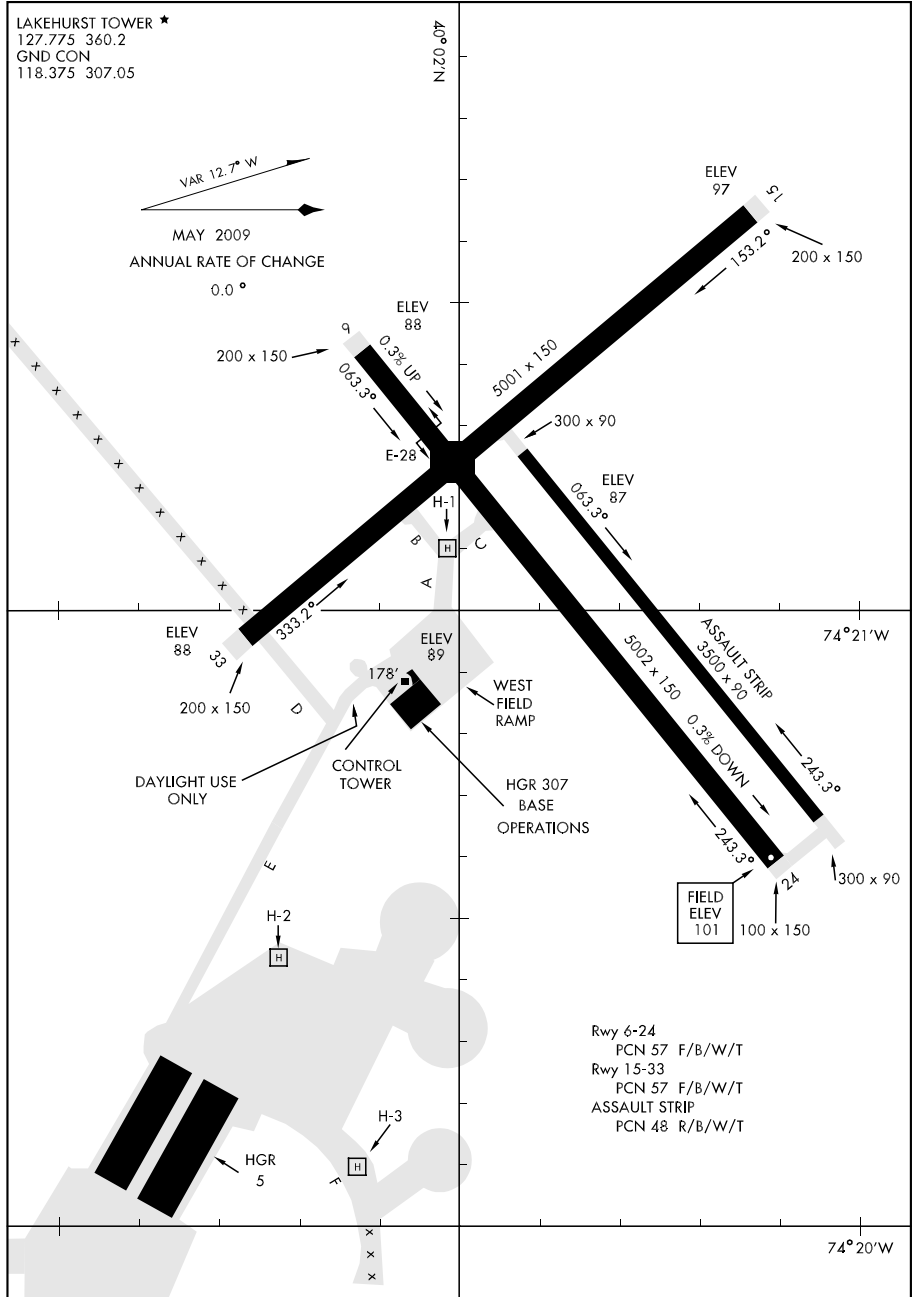 LAKEHURST TOWER ★
127.775 360.2
GND CON
118.375 307.05
40°02'N
VAR 12.7° W
MAY 2009
ANNUAL RATE OF CHANGE
0.0 °
ELEV
97
15
153.2°
200 x 150
ELEV
88
6
200 x 150
0.3% UP
063.3°
5001 x 150
300 x 90
E-28
ELEV
87
063.3°
H-1
H
B
C
A
333.2°
ELEV
88
33
200 x 150
ELEV
89
178'
D
WEST
FIELD
RAMP
ASSAULT STRIP
3500 x 90
5002 x 150
0.3% DOWN
74°21'W
DAYLIGHT USE
ONLY
CONTROL
TOWER
HGR 307
BASE
OPERATIONS
243.3°
243.3°
24
300 x 90
FIELD
ELEV
101
100 x 150
E
H-2
H
Rwy 6-24
PCN 57 F/B/W/T
Rwy 15-33
PCN 57 F/B/W/T
ASSAULT STRIP
PCN 48 R/B/W/T
H-3
H
HGR
5
F
74°20'W